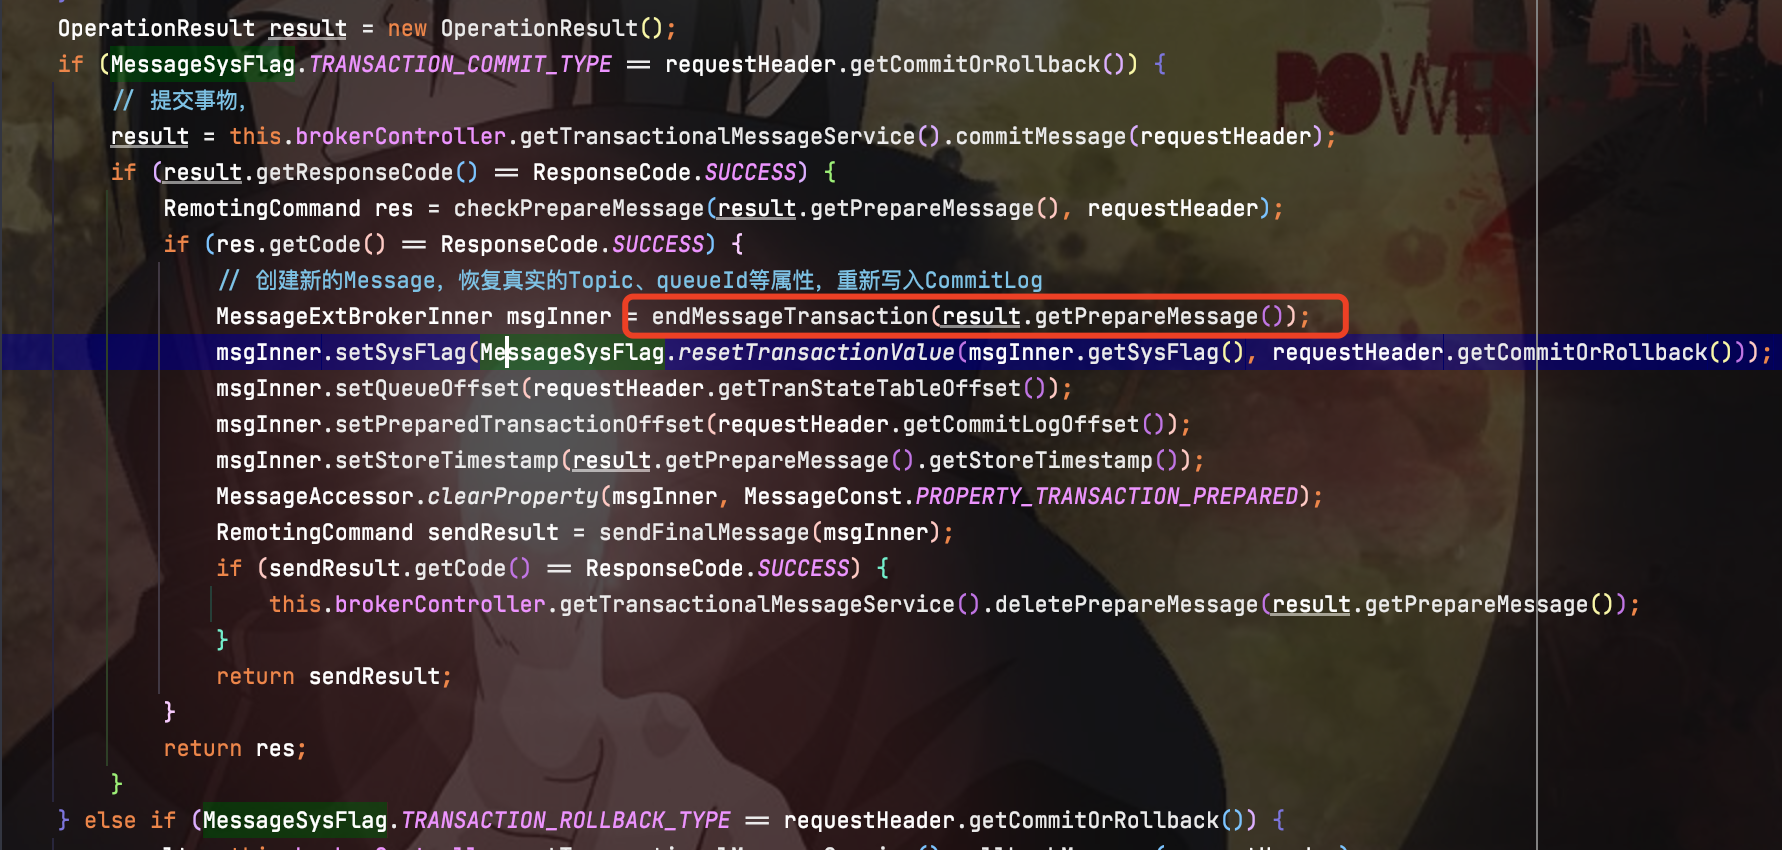 OperationResult result = new OperationResult();
if (MessageSysFlag.TRANSACTION_COMMIT_TYPE == requestHeader.getCommitOrRollback()) {
// 提交事物,
result = this.brokerController.getTransactionalMessageService().commitMessage(requestHeader);
if (result.getResponseCode() == ResponseCode.SUCCESS) {
RemotingCommand res = checkPrepareMessage(result.getPrepareMessage(), requestHeader);
if (res.getCode() == ResponseCode.SUCCESS) {
// 创建新的Message，恢复真实的Topic、queueId等属性，重新写入CommitLog
MessageExtBrokerInner msgInner = endMessageTransaction(result.getPrepareMessage());
msgInner.setSysFlag(MessageSysFlag.resetTransactionValue(msgInner.getSysFlag(), requestHeader.getCommitOrRollback()));
msgInner.setQueueOffset(requestHeader.getTranStateTableOffset());
msgInner.setPreparedTransactionOffset(requestHeader.getCommitLogOffset());
msgInner.setStoreTimestamp(result.getPrepareMessage().getStoreTimestamp());
MessageAccessor.clearProperty(msgInner, MessageConst.PROPERTY_TRANSACTION_PREPARED);
RemotingCommand sendResult = sendFinalMessage(msgInner);
if (sendResult.getCode() == ResponseCode.SUCCESS) {
this.brokerController.getTransactionalMessageService().deletePrepareMessage(result.getPrepareMessage());
}
return sendResult;
}
return res;
}
} else if (MessageSysFlag.TRANSACTION_ROLLBACK_TYPE == requestHeader.getCommitOrRollback()) {
POWER